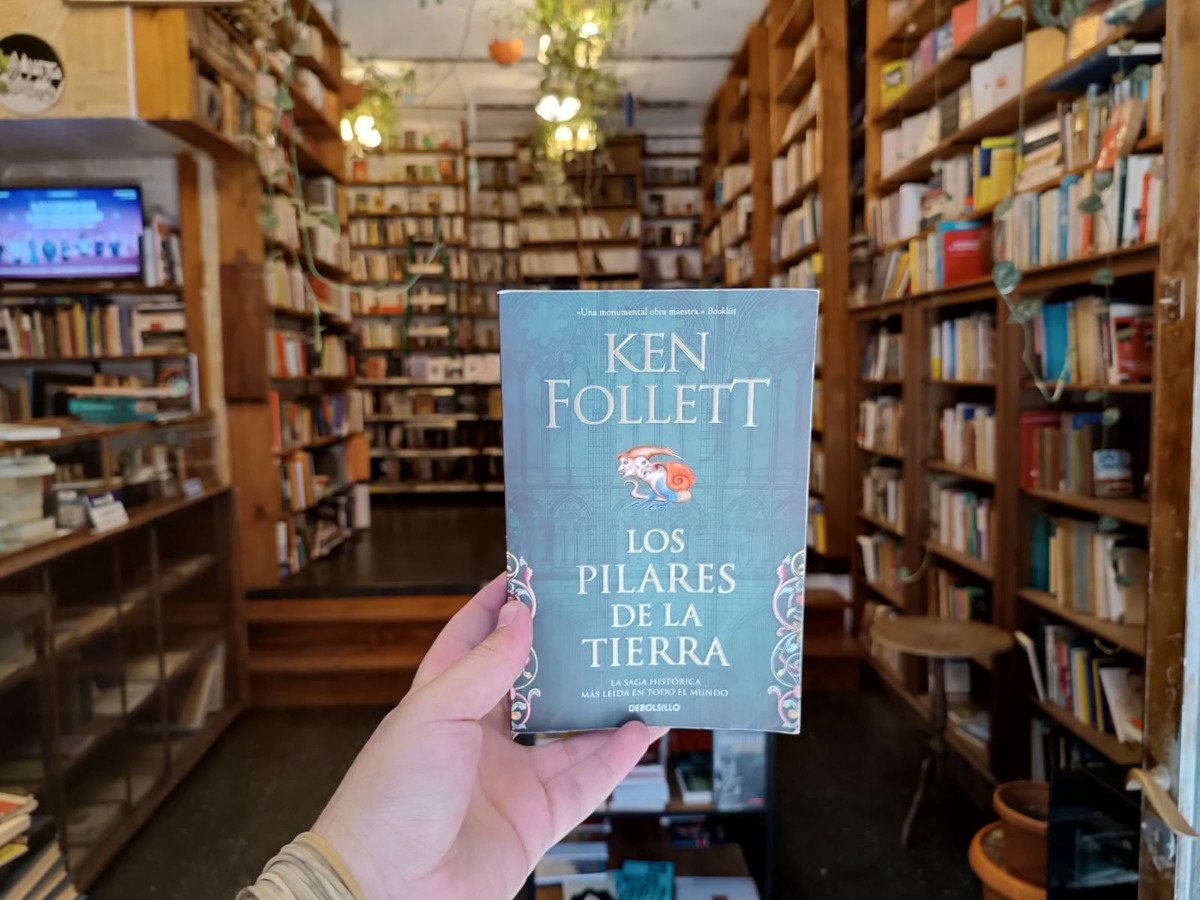 «Una monumental obra maestra.» Booklist
KEN
FOLLETT
LOS
PILARES
DE LA
TIERRA
LA SAGA HISTÓRICA
MÁS LEÍDA EN TODO EL MUNDO
DEBOLSILLO